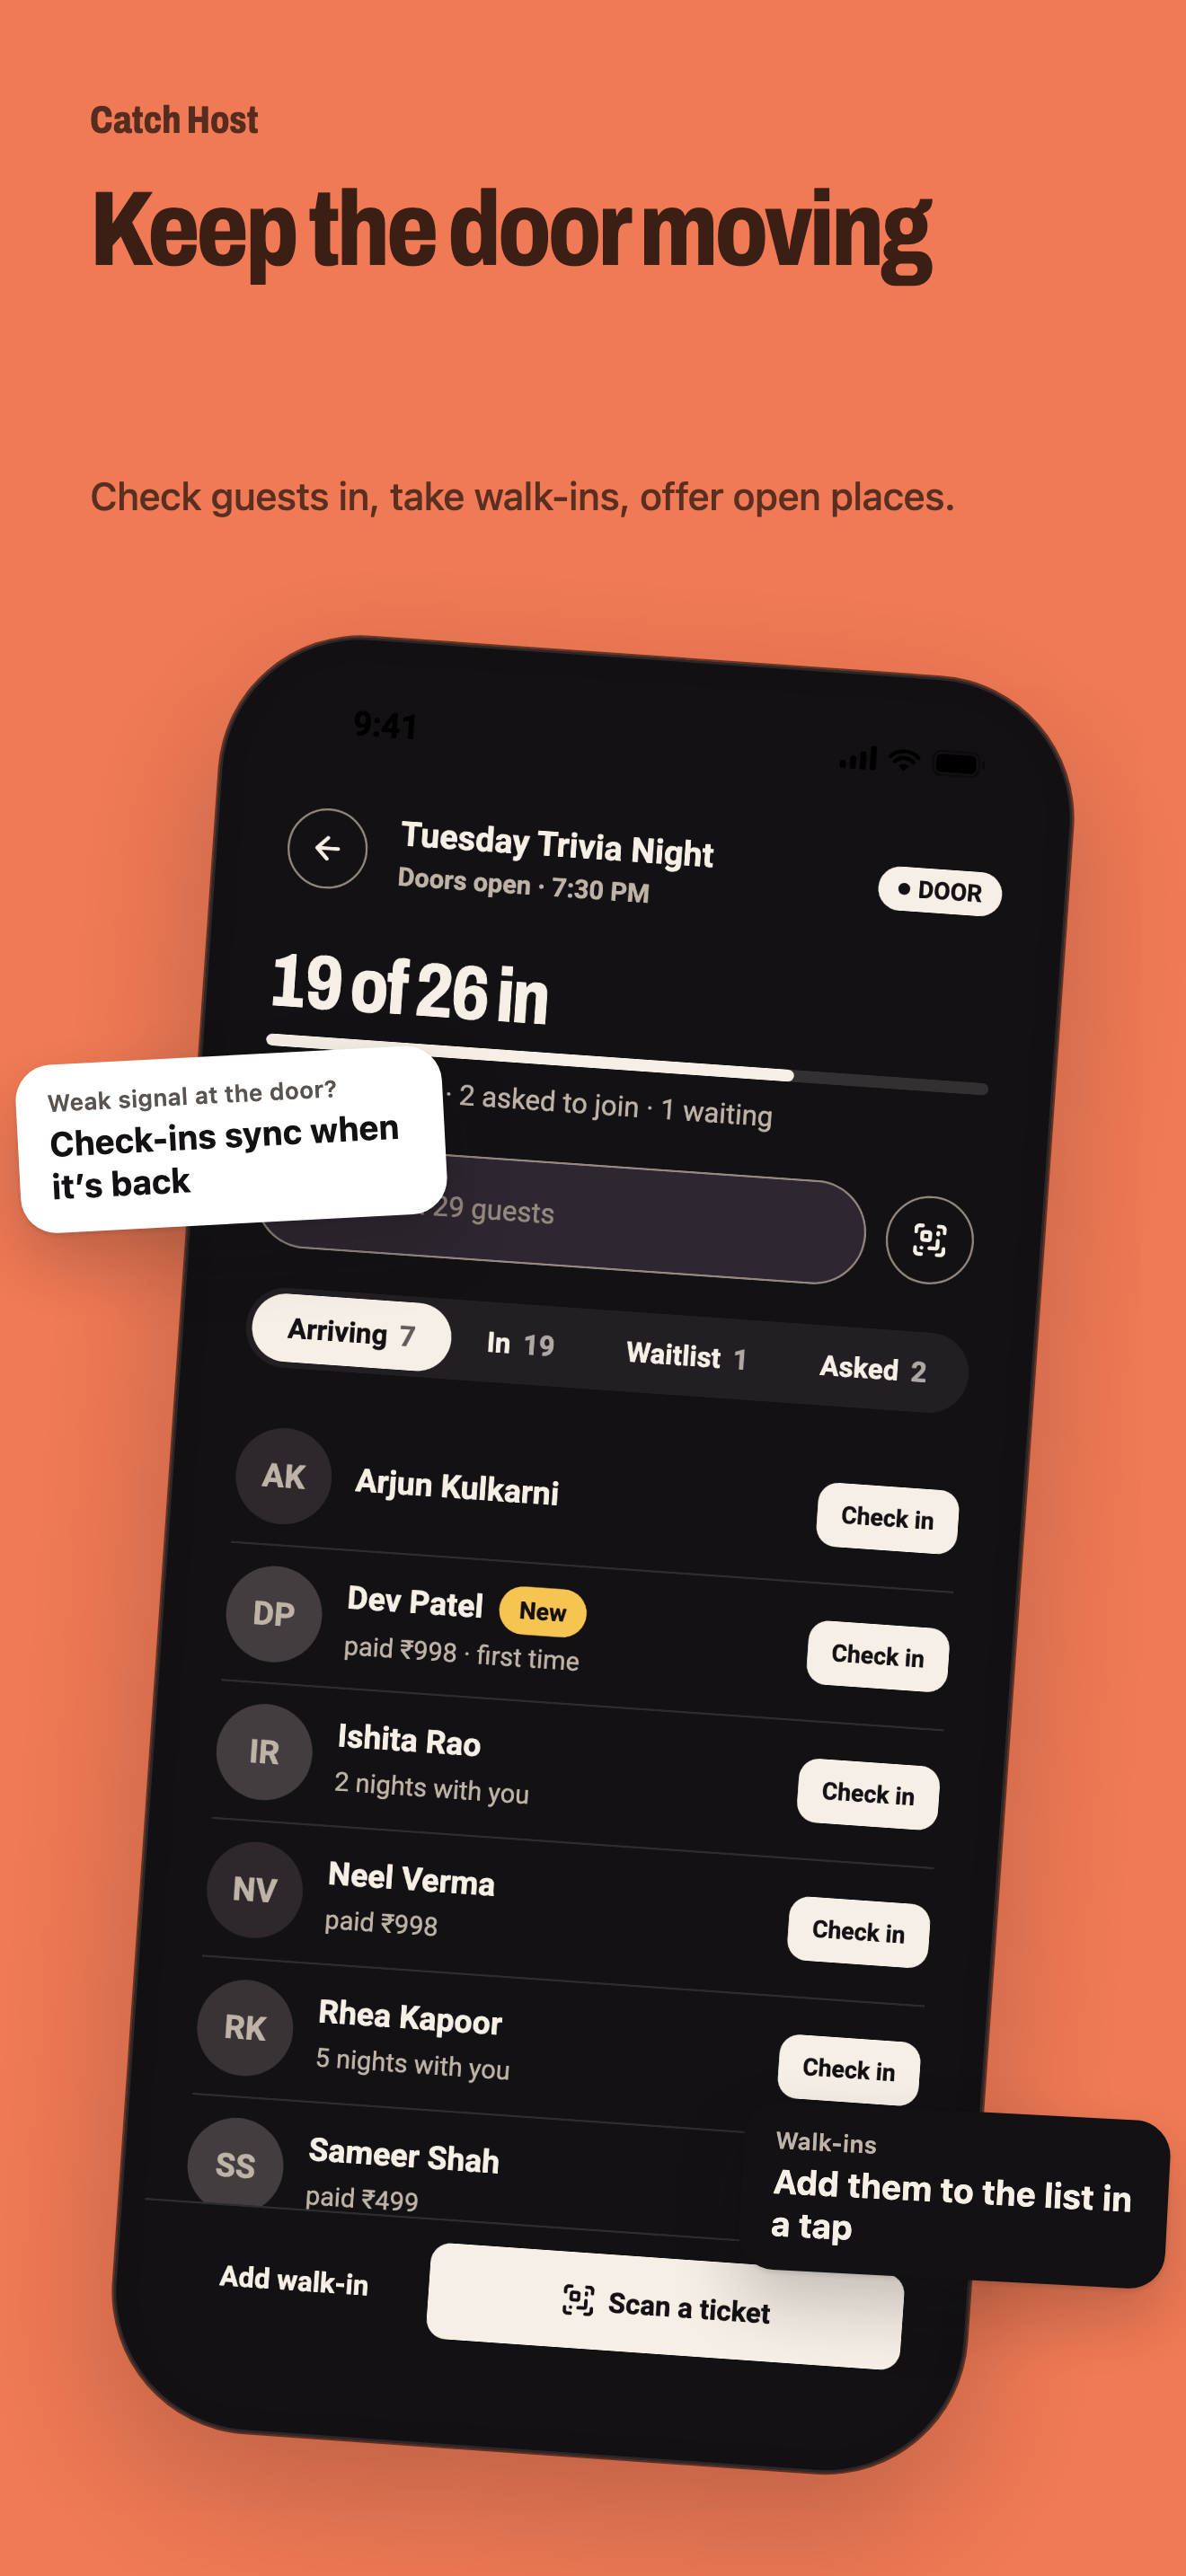 Catch Host
Keep the door moving
Check guests in, take walk-ins, offer open places.
9:41
Tuesday Trivia Night
Doors open · 7:30 PM
• DOOR
19 of 26 in
· 2 asked to join · 1 waiting
Weak signal at the door?
Check-ins sync when
it’s back
29 guests
Arriving 7
In 19
Waitlist 1
Asked 2
AK
Arjun Kulkarni
Check in
DP
Dev Patel New
paid ₹998 · first time
Check in
IR
Ishita Rao
2 nights with you
Check in
NV
Neel Verma
paid ₹998
Check in
RK
Rhea Kapoor
5 nights with you
Check in
SS
Sameer Shah
paid ₹499
Walk-ins
Add them to the list in
a tap
Add walk-in
Scan a ticket